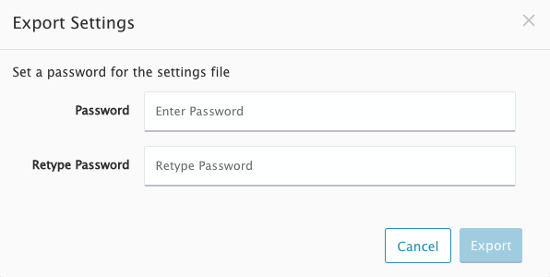 Export Settings
Set a password for the settings file
Password
Enter Password
Retype Password
Retype Password
Cancel
Export